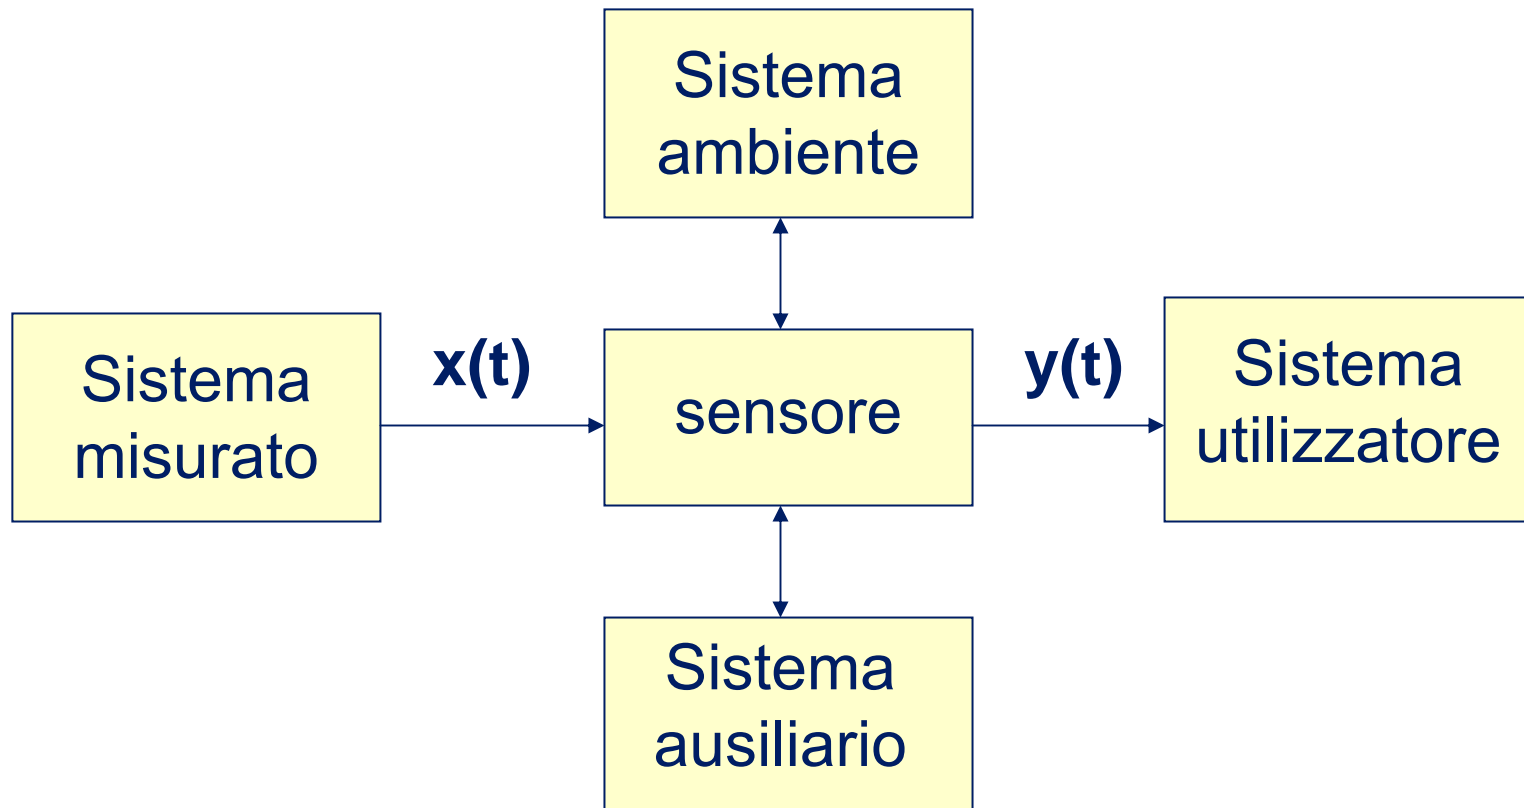 Sistema
ambiente
Sistema
misurato
x(t)
sensore
y(t)
Sistema
utilizzatore
Sistema
ausiliario